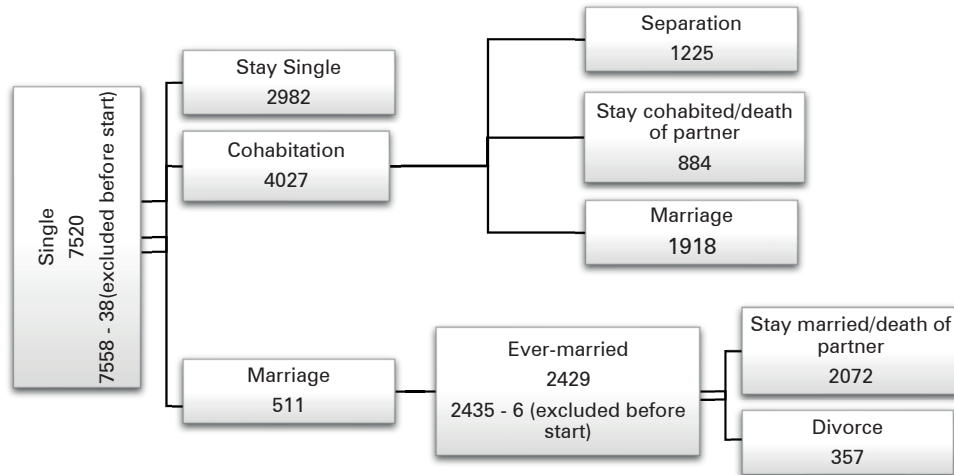 Single
7520
7558 - 38(excluded before start)
Stay Single
2982
Cohabitation
4027
Separation
1225
Stay cohabited/death
of partner
884
Marriage
1918
Marriage
511
Ever-married
2429
2435 - 6 (excluded before
start)
Stay married/death of
partner
2072
Divorce
357